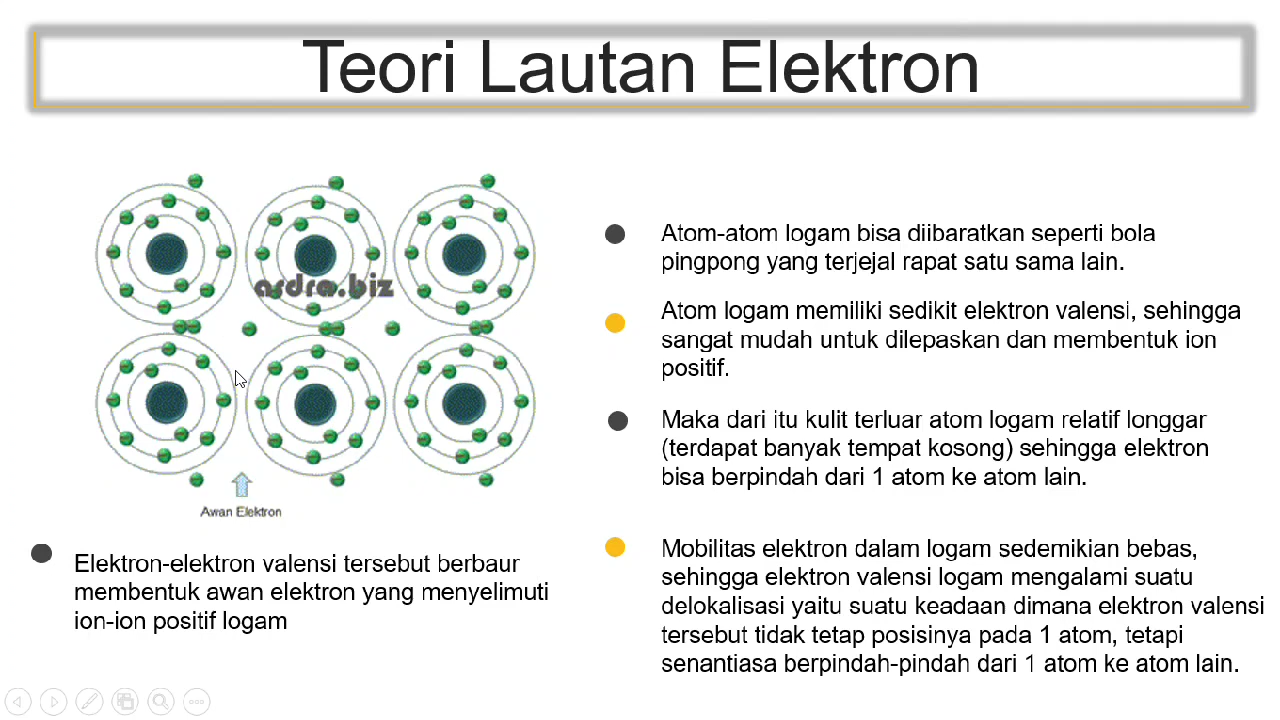 Teori Lautan Elektron
ardra.biz
Awan Elektron
Elektron-elektron valensi tersebut berbaur
membentuk awan elektron yang menyelimuti
ion-ion positif logam
Atom-atom logam bisa diibaratkan seperti bola
pingpong yang terjejal rapat satu sama lain.
Atom logam memiliki sedikit elektron valensi, sehingga
sangat mudah untuk dilepaskan dan membentuk ion
positif.
Maka dari itu kulit terluar atom logam relatif longgar
(terdapat banyak tempat kosong) sehingga elektron
bisa berpindah dari 1 atom ke atom lain.
Mobilitas elektron dalam logam sedemikian bebas,
sehingga elektron valensi logam mengalami suatu
delokalisasi yaitu suatu keadaan dimana elektron valensi
tersebut tidak tetap posisinya pada 1 atom, tetapi
senantiasa berpindah-pindah dari 1 atom ke atom lain.